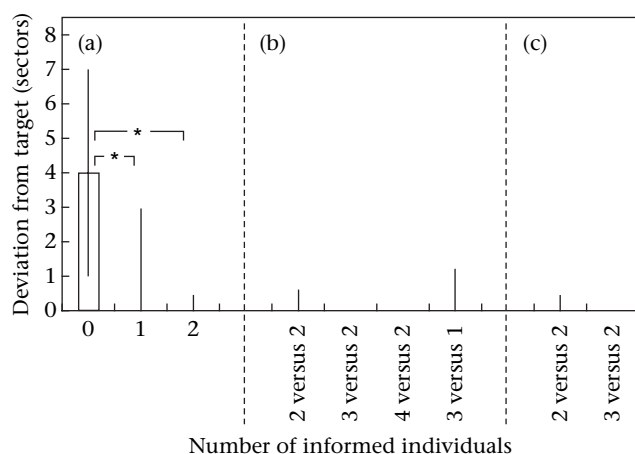 Deviation from target (sectors)
8
7
6
5
4
3
2
1
0
(a)
(b)
(c)
*
*
0
1
2
2 versus 2
3 versus 2
4 versus 2
3 versus 1
2 versus 2
3 versus 2
Number of informed individuals